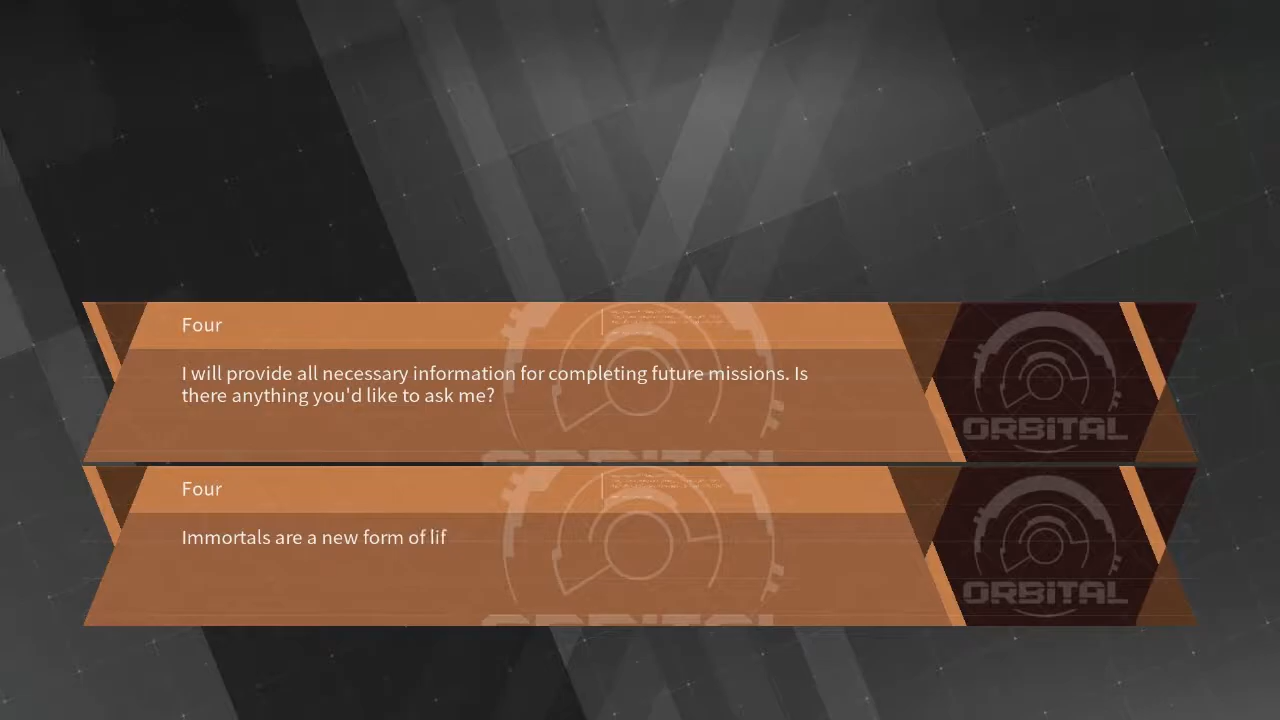 Four
I will provide all necessary information for completing future missions. Is
there anything you'd like to ask me?
ORBITAL
Four
Immortals are a new form of lif
ORBITAL